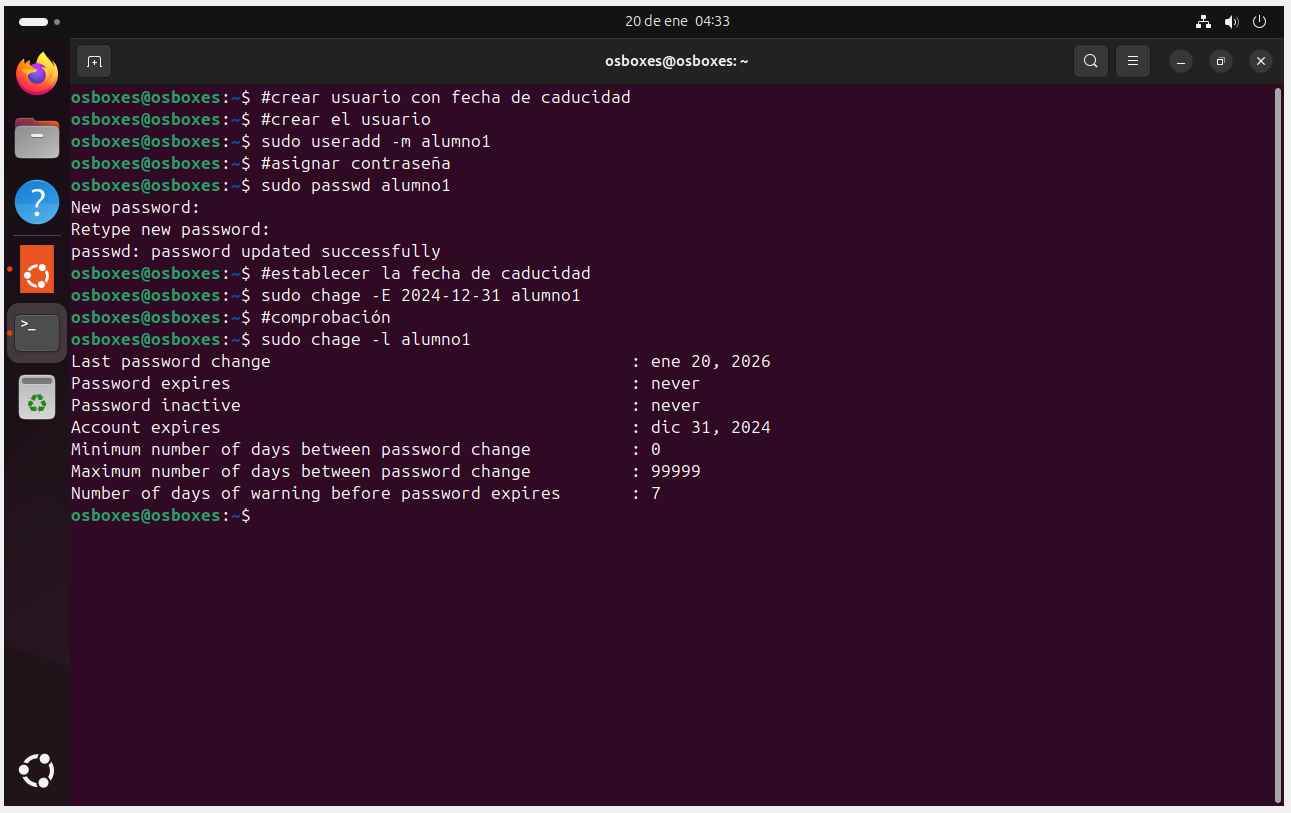 20 de ene 04:33
osboxes@osboxes: ~
osboxes@osboxes:~$ #crear usuario con fecha de caducidad
osboxes@osboxes:~$ #crear el usuario
osboxes@osboxes:~$ sudo useradd -m alumno1
osboxes@osboxes:~$ #asignar contraseña
osboxes@osboxes:~$ sudo passwd alumno1
New password:
Retype new password:
passwd: password updated successfully
osboxes@osboxes:~$ #establecer la fecha de caducidad
osboxes@osboxes:~$ sudo chage -E 2024-12-31 alumno1
osboxes@osboxes:~$ #comprobación
osboxes@osboxes:~$ sudo chage -l alumno1
Last password change : ene 20, 2026
Password expires : never
Password inactive : never
Account expires : dic 31, 2024
Minimum number of days between password change : 0
Maximum number of days between password change : 99999
Number of days of warning before password expires : 7
osboxes@osboxes:~$